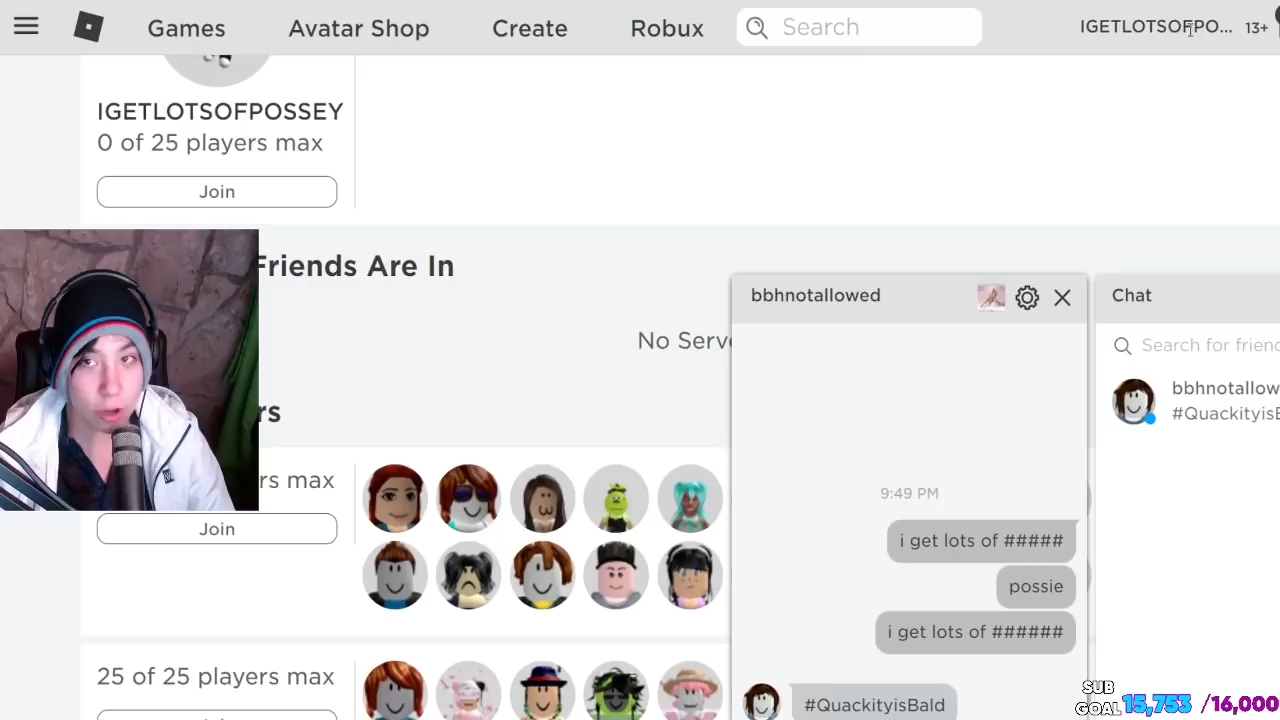 Games
Avatar Shop
Create
Robux
Search
IGETLOTSOFPO...
13+
IGETLOTSOFPOSSEY
0 of 25 players max
Join
Friends Are In
No Serv
rs
rs max
Join
25 of 25 players max
bbhnotallowed
9:49 PM
i get lots of #####
possie
i get lots of ######
#QuackityisBald
Chat
Search for frien
bbhnotallow
#QuackityisB
SUB
GOAL 15,753 /16,000